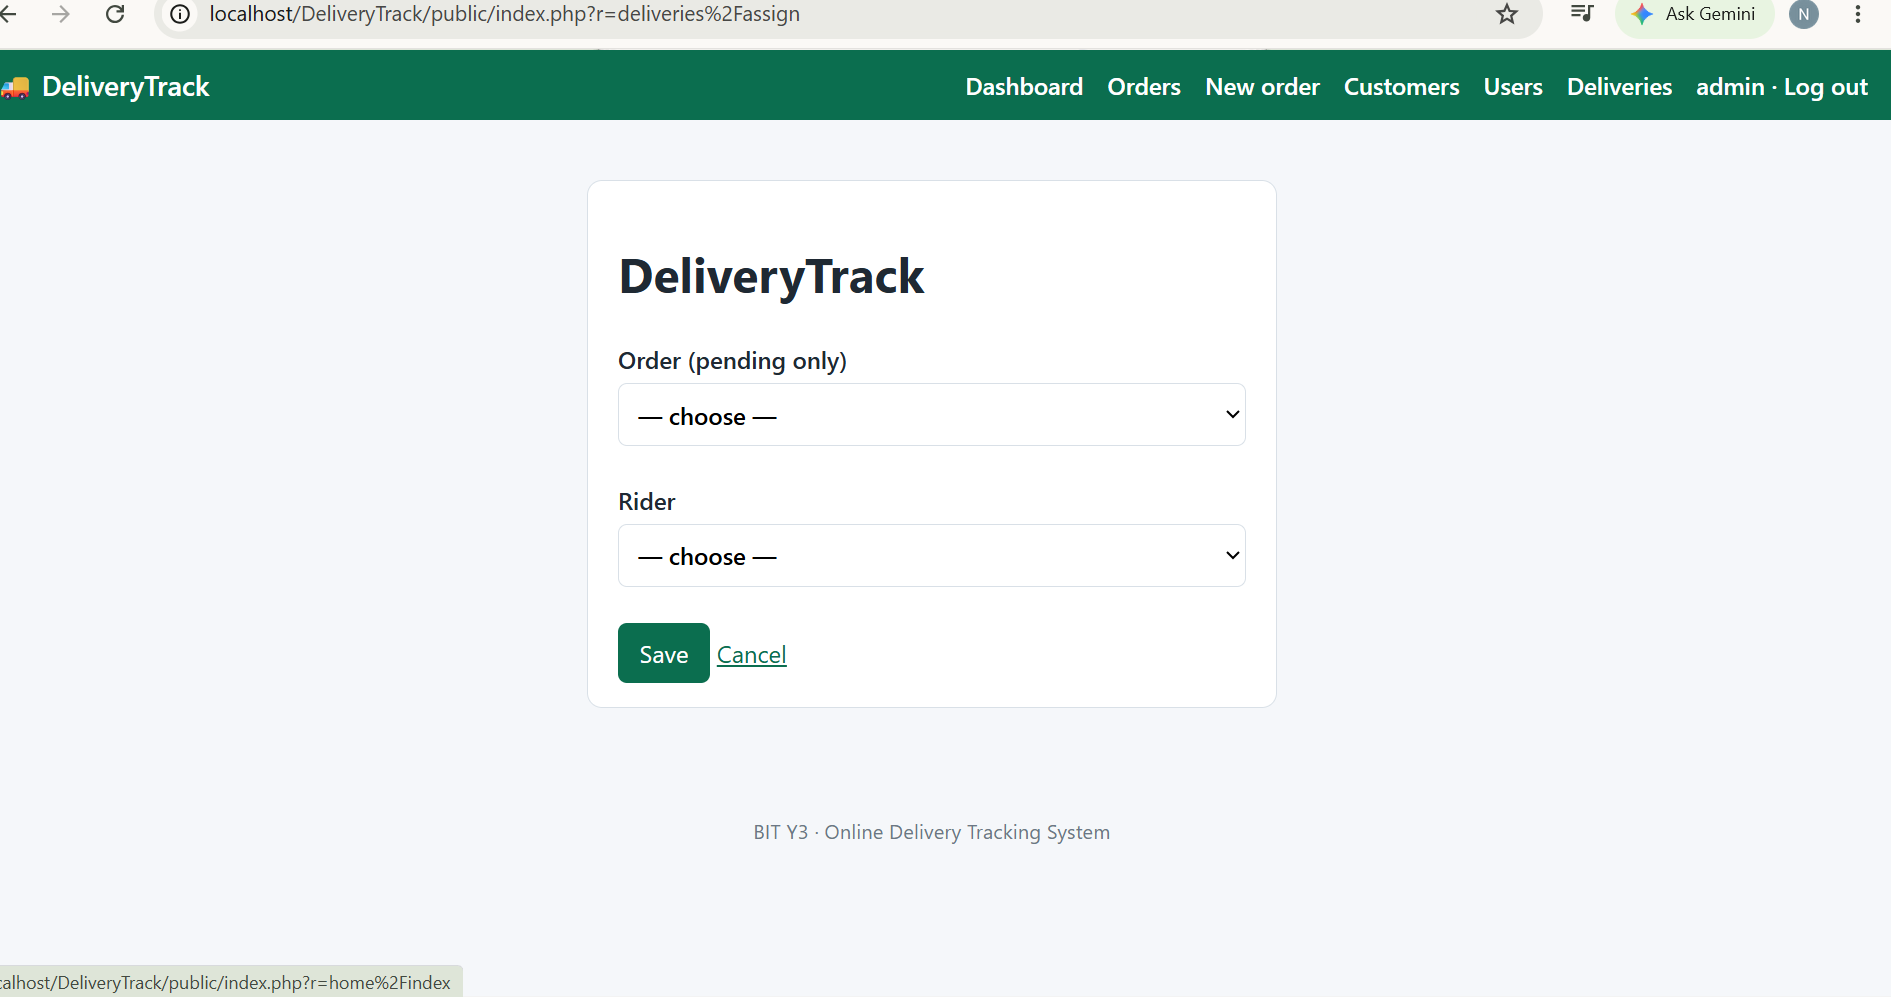 localhost/DeliveryTrack/public/index.php?r=deliveries%2Fassign
Ask Gemini
N
DeliveryTrack
Dashboard Orders New order Customers Users Deliveries admin · Log out
DeliveryTrack
Order (pending only)
— choose —
Rider
— choose —
Save Cancel
BIT Y3 · Online Delivery Tracking System
calhost/DeliveryTrack/public/index.php?r=home%2Findex